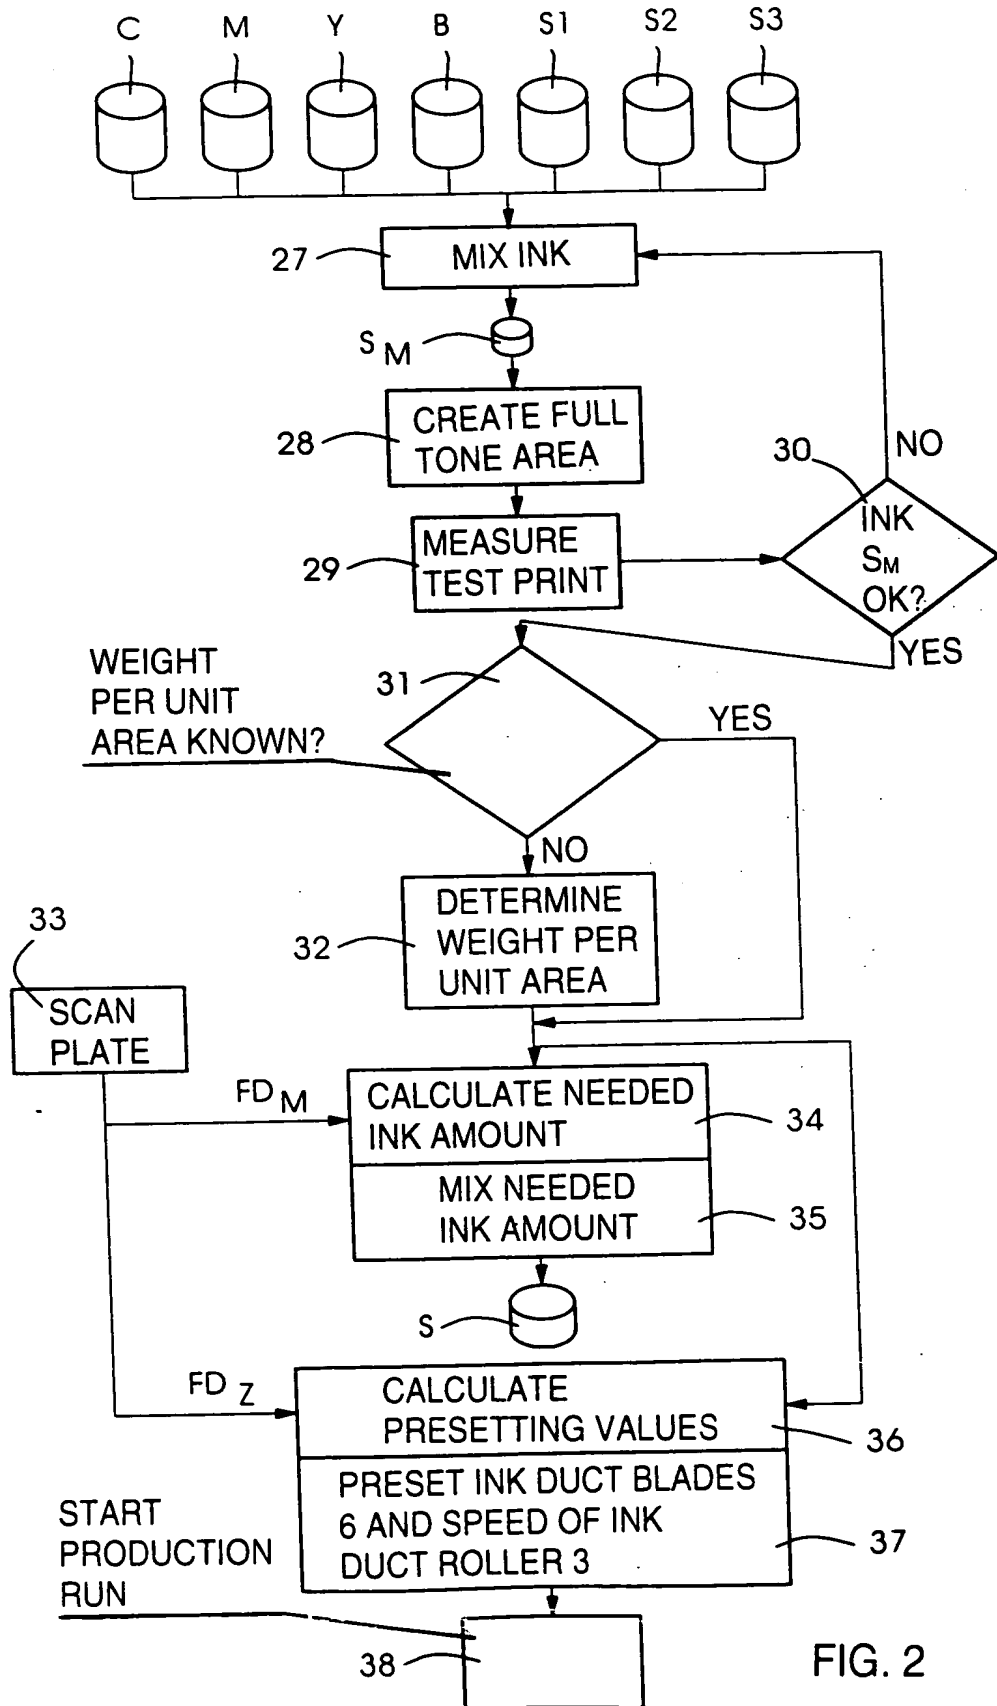 C M Y B S1 S2 S3
27 MIX INK
SM
28 CREATE FULL
TONE AREA
NO
30
INK
SM
OK?
29 MEASURE
TEST PRINT
YES
WEIGHT
PER UNIT
AREA KNOWN?
31
YES
NO
32 DETERMINE
WEIGHT PER
UNIT AREA
33
SCAN
PLATE
FDM
CALCULATE NEEDED
INK AMOUNT
34
MIX NEEDED
INK AMOUNT
35
S
FDZ
CALCULATE
PRESETTING VALUES
36
PRESET INK DUCT BLADES
6 AND SPEED OF INK
DUCT ROLLER 3
37
START
PRODUCTION
RUN
38
FIG. 2